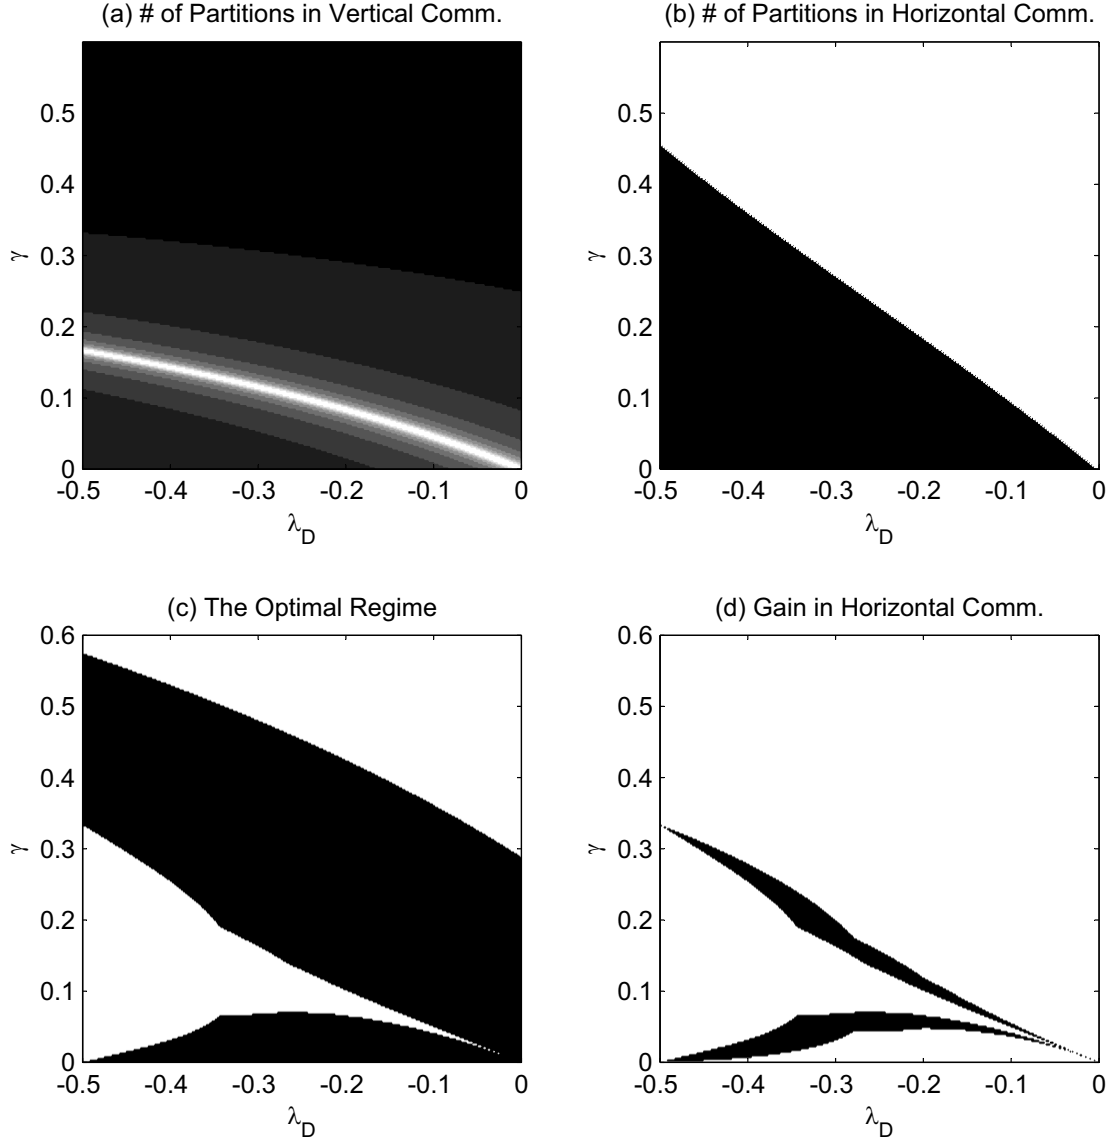 (a) # of Partitions in Vertical Comm.
0.5
0.4
0.3
0.2
0.1
0
γ
-0.5 -0.4 -0.3 -0.2 -0.1 0
λ_D
(b) # of Partitions in Horizontal Comm.
0.5
0.4
0.3
0.2
0.1
0
γ
-0.5 -0.4 -0.3 -0.2 -0.1 0
λ_D
(c) The Optimal Regime
0.6
0.5
0.4
0.3
0.2
0.1
0
γ
-0.5 -0.4 -0.3 -0.2 -0.1 0
λ_D
(d) Gain in Horizontal Comm.
0.6
0.5
0.4
0.3
0.2
0.1
0
γ
-0.5 -0.4 -0.3 -0.2 -0.1 0
λ_D